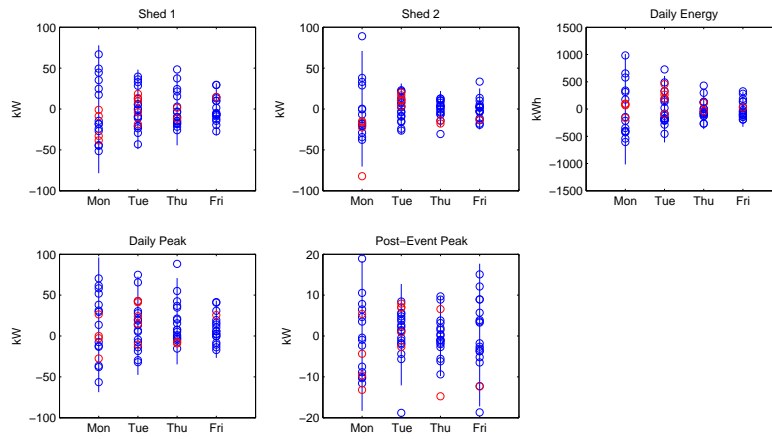 Shed 1
100
50
0
−50
−100
kW
Mon Tue Thu Fri
Shed 2
100
50
0
−50
−100
kW
Mon Tue Thu Fri
Daily Energy
1500
1000
500
0
−500
−1000
−1500
kWh
Mon Tue Thu Fri
Daily Peak
100
50
0
−50
−100
kW
Mon Tue Thu Fri
Post−Event Peak
20
10
0
−10
−20
kW
Mon Tue Thu Fri